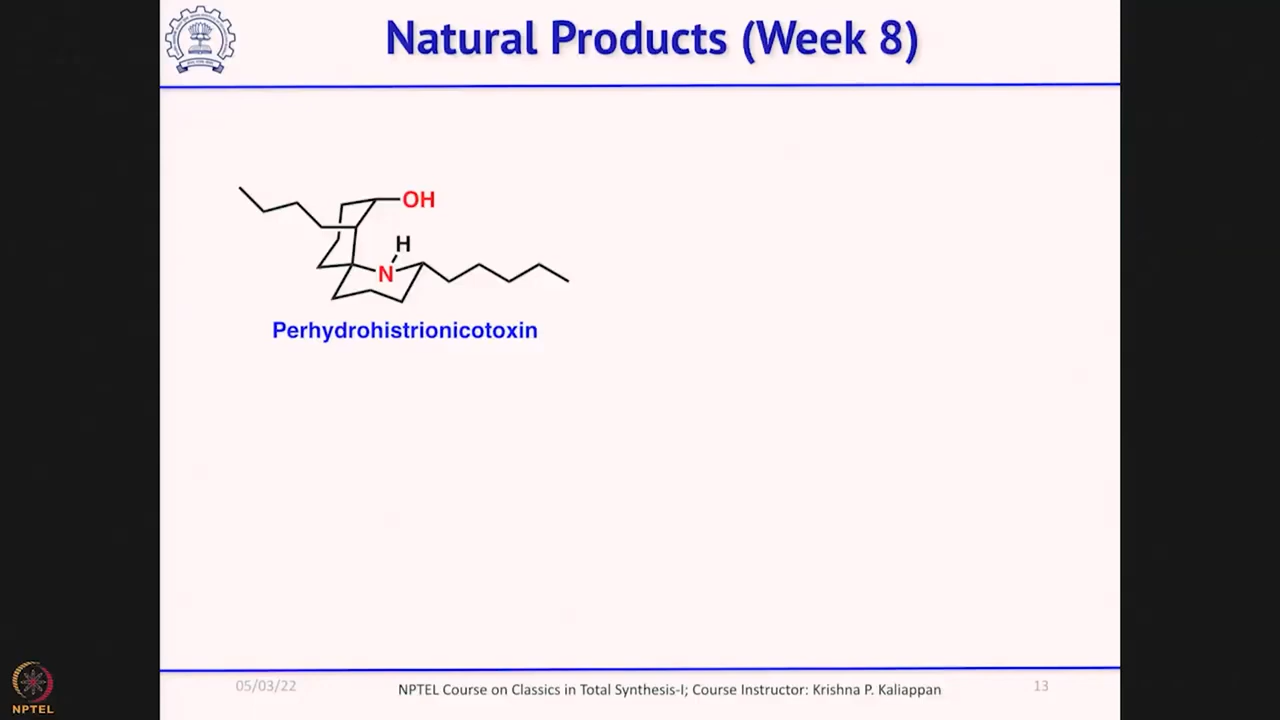 Natural Products (Week 8)
OH
H
N
Perhydrohistrionicotoxin
05/03/22
NPTEL Course on Classics in Total Synthesis-I; Course Instructor: Krishna P. Kaliappan
13
NPTEL